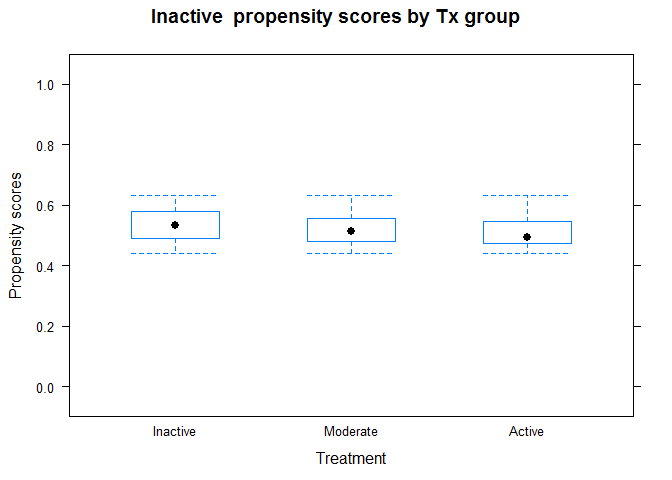 Inactive  propensity scores by Tx group
Propensity scores
1.0
0.8
0.6
0.4
0.2
0.0
Inactive
Moderate
Active
Treatment